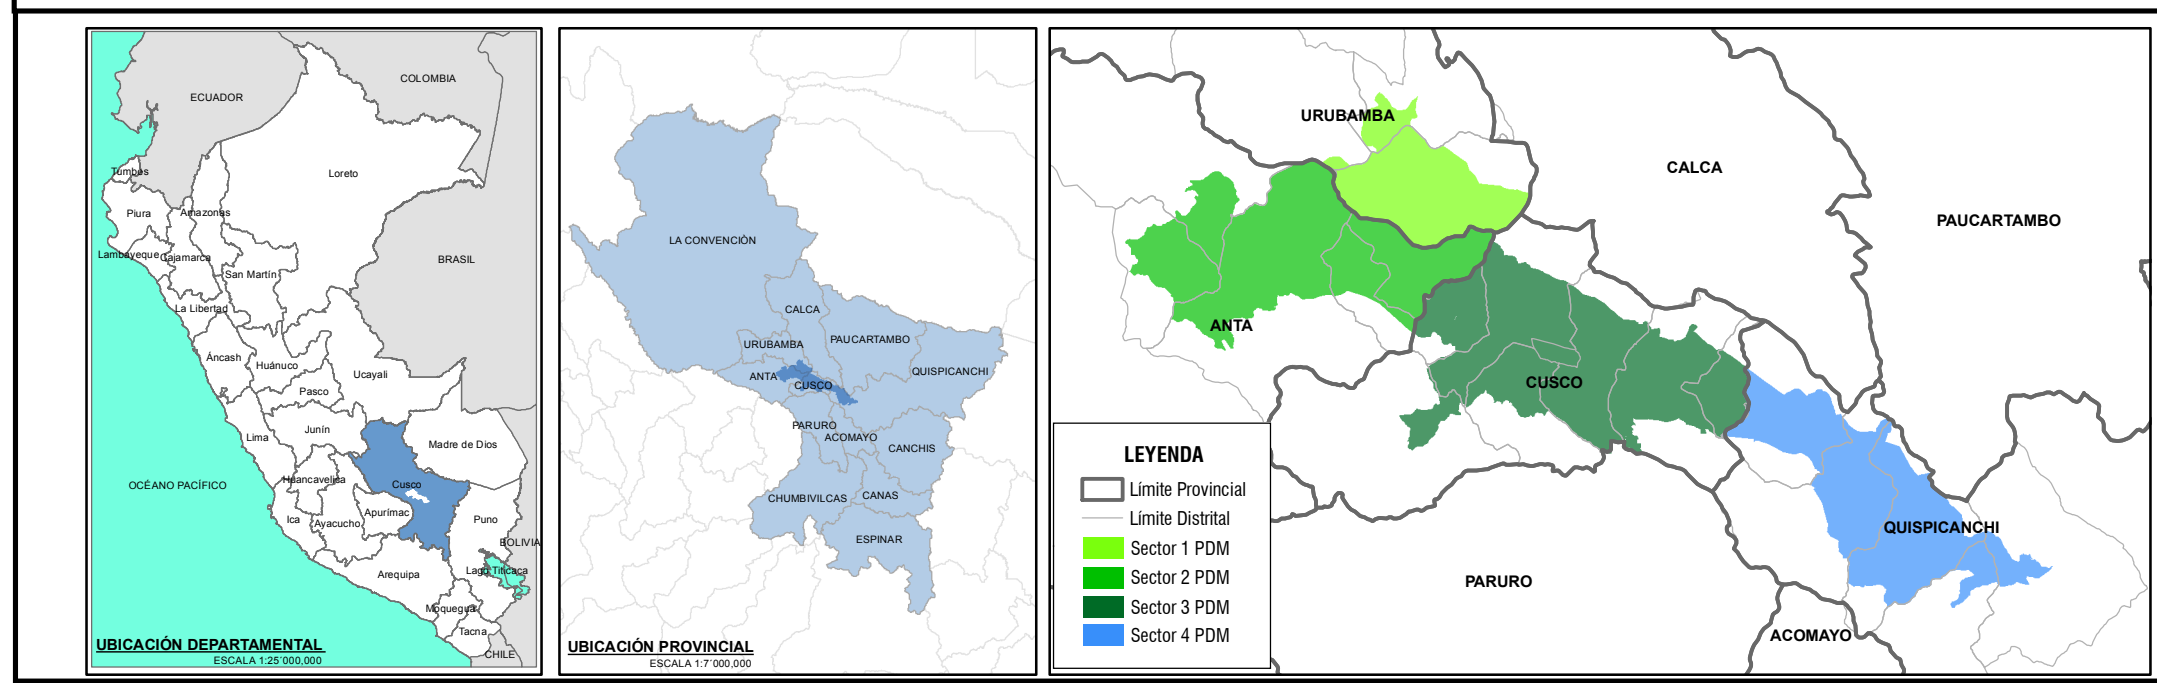 COLOMBIA
ECUADOR
Tumbes
Loreto
Piura
Amazonas
Lambayeque
Cajamarca
San Martín
BRASIL
La Libertad
Áncash
Huánuco
Ucayali
Pasco
Junín
Lima
Madre de Dios
OCÉANO PACÍFICO
Huancavelica
Cusco
Ica
Ayacucho
Apurímac
Puno
BOLIVIA
Arequipa
Lago Titicaca
Moquegua
Tacna
CHILE
UBICACIÓN DEPARTAMENTAL
ESCALA 1:25´000,000
LA CONVENCIÒN
CALCA
URUBAMBA
PAUCARTAMBO
ANTA
CUSCO
QUISPICANCHI
PARURO
ACOMAYO
CANCHIS
CHUMBIVILCAS
CANAS
ESPINAR
UBICACIÓN PROVINCIAL
ESCALA 1:7´000,000
URUBAMBA
CALCA
PAUCARTAMBO
ANTA
CUSCO
QUISPICANCHI
PARURO
ACOMAYO
LEYENDA
Límite Provincial
Límite Distrital
Sector 1 PDM
Sector 2 PDM
Sector 3 PDM
Sector 4 PDM